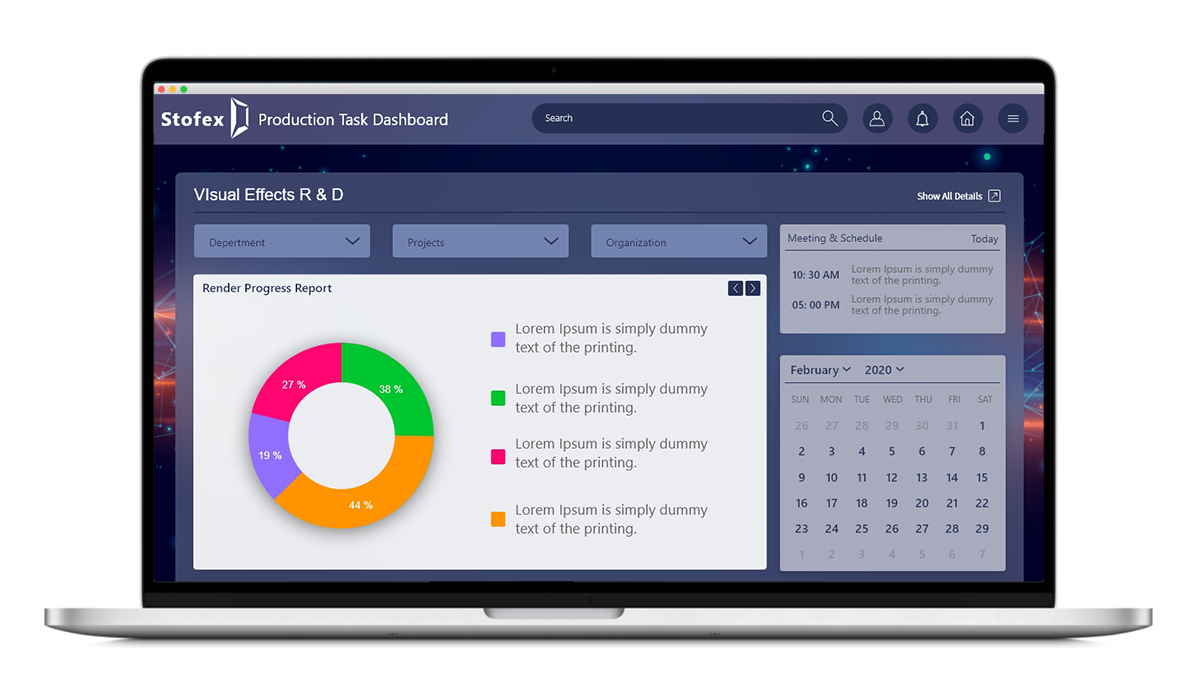 Stofex Production Task Dashboard
Search
VIsual Effects R & D
Show All Details
Department
Projects
Organization
Render Progress Report
38 %
27 %
19 %
44 %
Lorem Ipsum is simply dummy
text of the printing.
Lorem Ipsum is simply dummy
text of the printing.
Lorem Ipsum is simply dummy
text of the printing.
Lorem Ipsum is simply dummy
text of the printing.
Meeting & Schedule Today
10: 30 AM Lorem Ipsum is simply dummy
text of the printing.
05: 00 PM Lorem Ipsum is simply dummy
text of the printing.
February 2020
SUN MON TUE WED THU FRI SAT
26 27 28 29 30 31 1
2 3 4 5 6 7 8
9 10 11 12 13 14 15
16 17 18 19 20 21 22
23 24 25 26 27 28 29
1 2 3 4 5 6 7